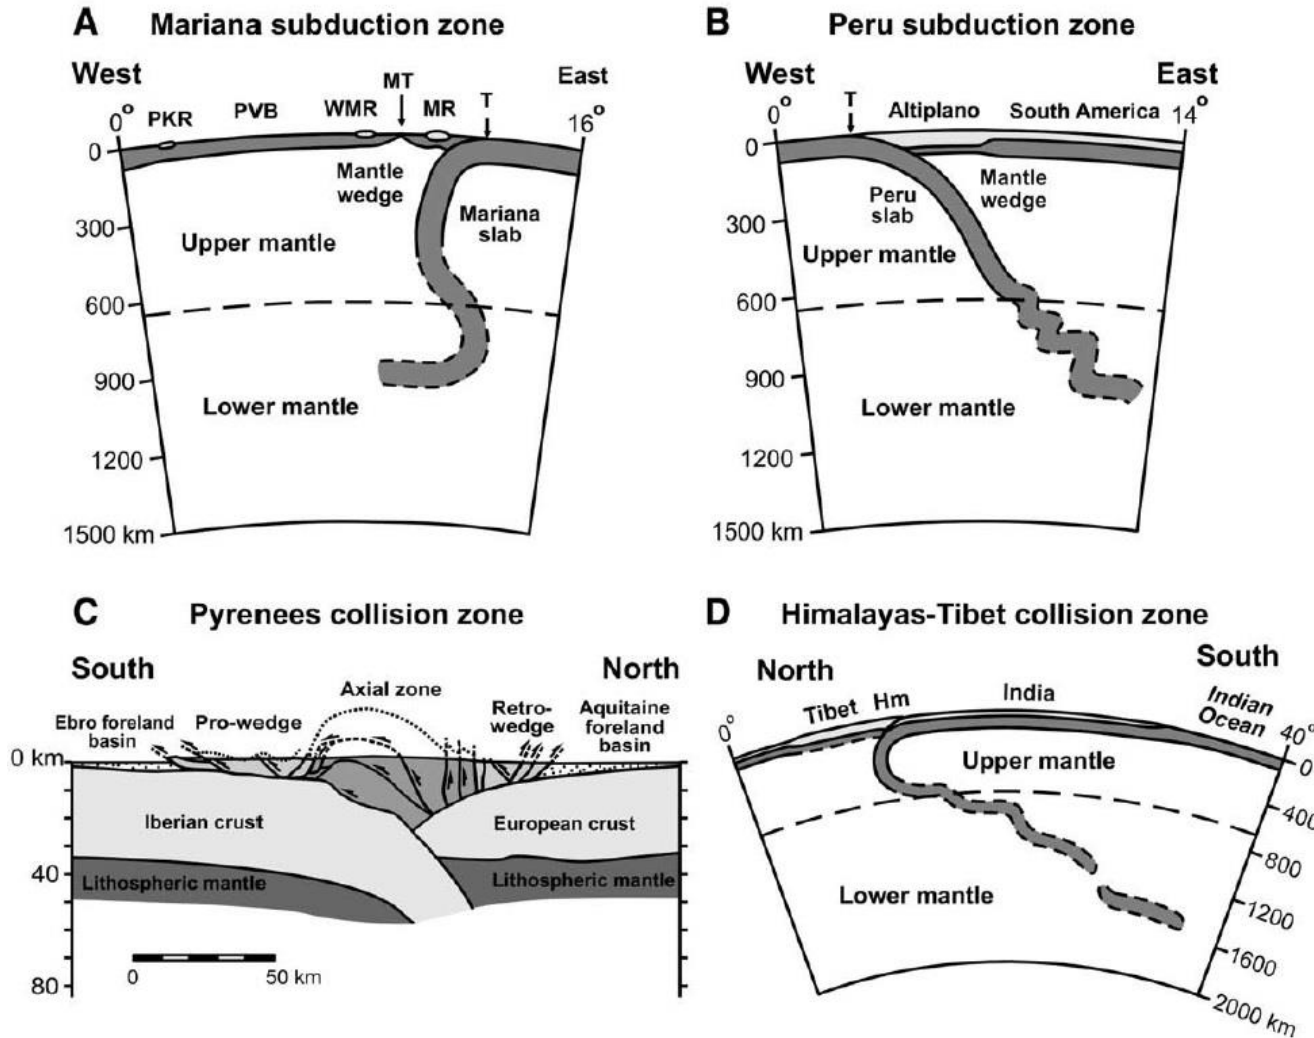 A Mariana subduction zone
West
East
MT
PKR PVB WMR MR T
0° 16°
0
300
600
900
1200
1500 km
Mantle
wedge
Mariana
slab
Upper mantle
Lower mantle
B Peru subduction zone
West
East
0° T Altiplano South America 14°
0
300
600
900
1200
1500 km
Peru
slab
Mantle
wedge
Upper mantle
Lower mantle
C Pyrenees collision zone
South
North
Axial zone
Ebro foreland
basin
Pro-wedge
Retro-
wedge
Aquitaine
foreland
basin
0 km
40
80
Iberian crust
European crust
Lithospheric mantle
Lithospheric mantle
0 50 km
D Himalayas-Tibet collision zone
North
South
0° Tibet Hm India
Indian
Ocean
40°
0
400
800
1200
1600
2000 km
Upper mantle
Lower mantle